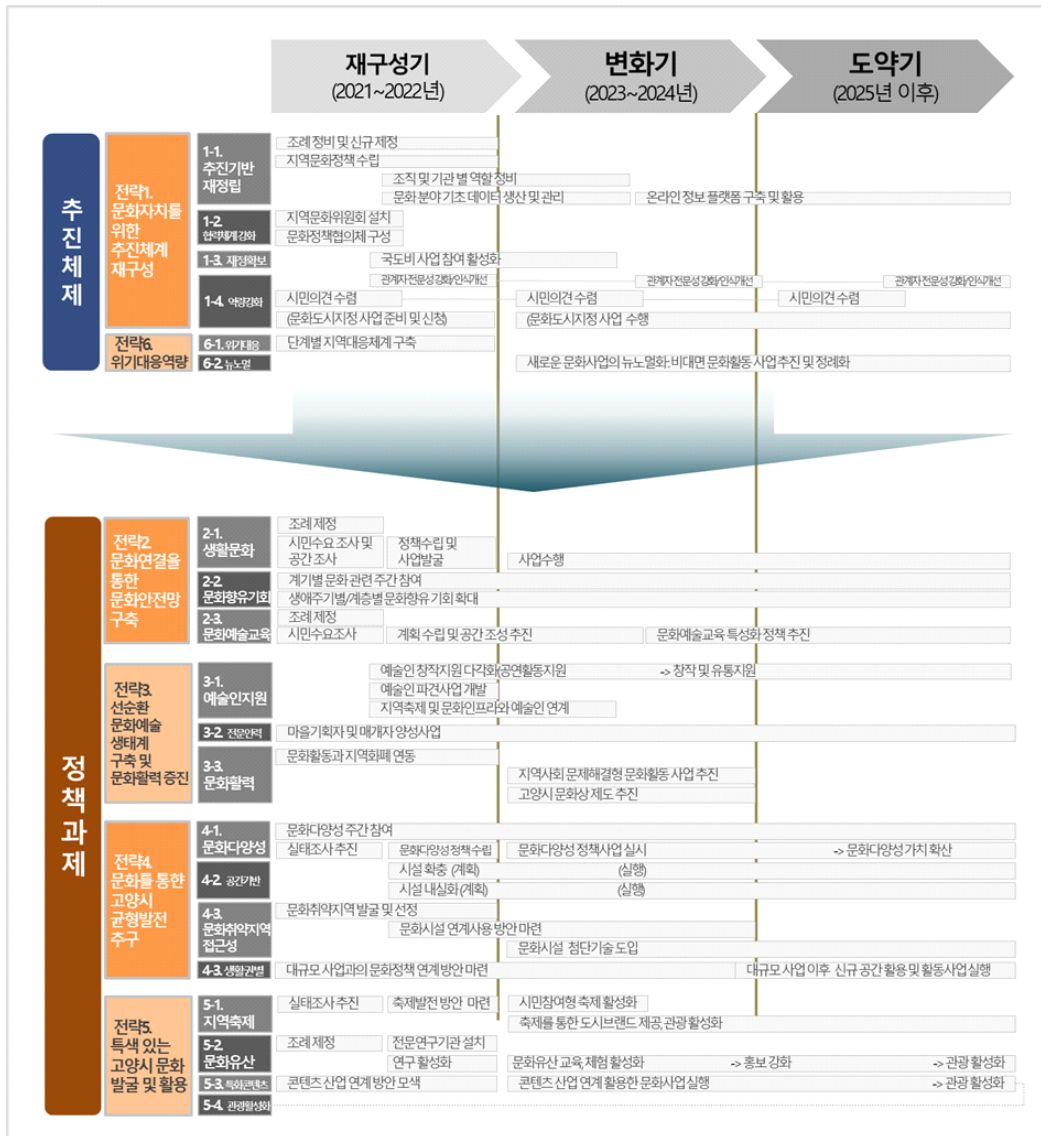 재구성기
(2021~2022년)
변화기
(2023~2024년)
도약기
(2025년 이후)
추진체제
전략1.
문화자치를
위한
추진체계
재구성
1-1.
추진기반
재정립
조례 정비 및 신규 제정
지역문화정책 수립
조직 및 기관 별 역할 정비
문화 분야 기초 데이터 생산 및 관리
온라인 정보 플랫폼 구축 및 활용
1-2.
협력체계 강화
지역문화위원회 설치
문화정책협의체 구성
1-3. 재정확보
국도비 사업 참여 활성화
1-4. 역량강화
관계자 전문성 강화/인식개선
관계자 전문성 강화/인식개선
관계자 전문성 강화/인식개선
시민의견 수렴
시민의견 수렴
시민의견 수렴
(문화도시지정 사업 준비 및 신청)
(문화도시지정 사업 수행)
전략6.
위기대응역량
6-1. 위기대응
단계별 지역대응체계 구축
6-2. 뉴노멀
새로운 문화사업의 뉴노멀화: 비대면 문화활동 사업 추진 및 정례화
정책과제
전략2.
문화연결을
통한
문화안전망
구축
2-1.
생활문화
조례 제정
시민수요 조사 및
공간 조사
정책수립 및
사업발굴
사업수행
2-2.
문화향유기회
계기별 문화 관련 주간 참여
생애주기별/계층별 문화향유 기회 확대
2-3.
문화예술교육
조례 제정
시민수요조사
계획 수립 및 공간 조성 추진
문화예술교육 특성화 정책 추진
전략3.
선순환
문화예술
생태계
구축 및
문화활력 증진
3-1.
예술인지원
예술인 창작지원 다각화/공연활동지원
-> 창작 및 유통지원
예술인 파견사업 개발
지역축제 및 문화인프라와 예술인 연계
3-2. 전문인력
마을기획자 및 매개자 양성사업
3-3.
문화활력
문화활동과 지역화폐 연동
지역사회 문제해결형 문화활동 사업 추진
고양시 문화상 제도 추진
전략4.
문화를 통한
고양시
균형발전
추구
4-1.
문화다양성
문화다양성 주간 참여
실태조사 추진
문화다양성 정책 수립
문화다양성 정책사업 실시
-> 문화다양성 가치 확산
4-2. 공간기반
시설 확충 (계획)
(실행)
시설 내실화 (계획)
(실행)
4-3.
문화취약지역
접근성
문화취약지역 발굴 및 선정
문화시설 연계사용 방안 마련
문화시설 첨단기술 도입
4-3. 생활권별
대규모 사업과의 문화정책 연계 방안 마련
대규모 사업 이후 신규 공간 활용 및 활동사업 실행
전략5.
특색 있는
고양시 문화
발굴 및 활용
5-1.
지역축제
실태조사 추진
축제발전 방안 마련
시민참여형 축제 활성화
축제를 통한 도시브랜드 제공, 관광 활성화
5-2.
문화유산
조례 제정
전문연구기관 설치
연구 활성화
문화유산 교육, 체험 활성화
-> 홍보 강화
-> 관광 활성화
5-3. 특화콘텐츠
콘텐츠 산업 연계 방안 모색
콘텐츠 산업 연계 활용한 문화사업 실행
-> 관광 활성화
5-4. 관광활성화